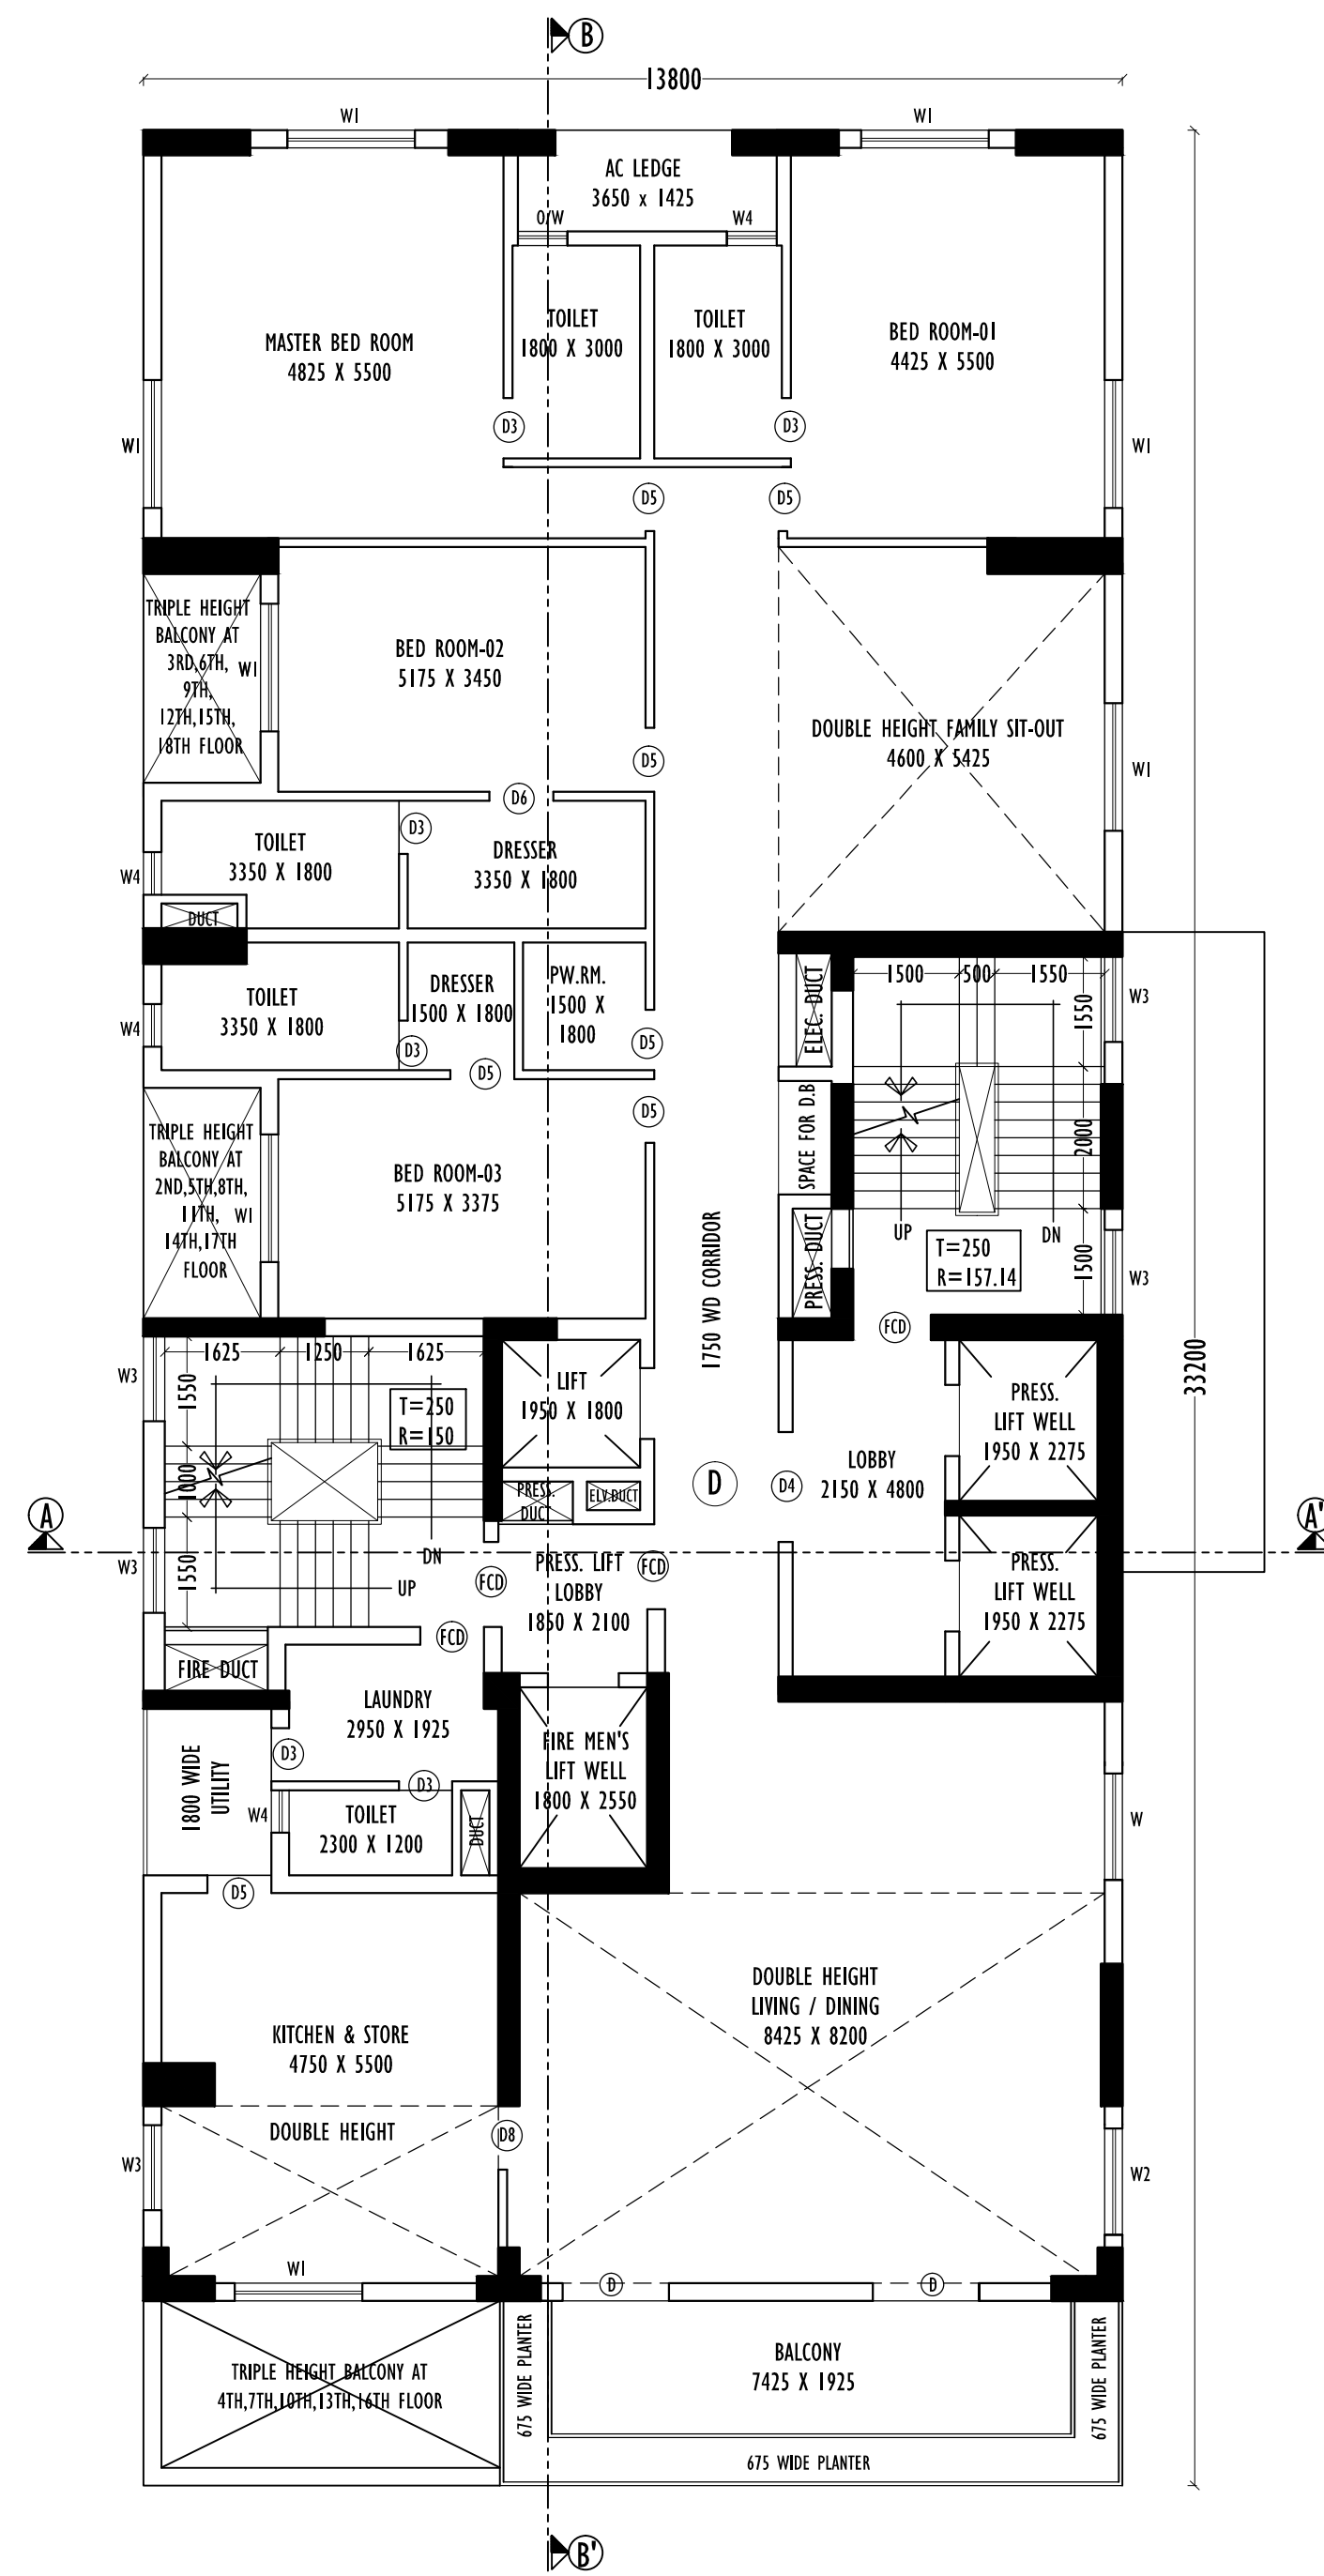 B
13800
W1
W1
AC LEDGE
3650 x 1425
O/W
W4
MASTER BED ROOM
4825 X 5500
TOILET
1800 X 3000
TOILET
1800 X 3000
BED ROOM-01
4425 X 5500
D3
D3
W1
W1
D5
D5
TRIPLE HEIGHT
BALCONY AT
3RD,6TH,
9TH,
12TH,15TH,
18TH FLOOR
W1
BED ROOM-02
5175 X 3450
DOUBLE HEIGHT FAMILY SIT-OUT
4600 X 5425
W1
D5
D6
D3
TOILET
3350 X 1800
DRESSER
3350 X 1800
W4
DUCT
TOILET
3350 X 1800
DRESSER
1500 X 1800
PW.RM.
1500 X
1800
W4
D3
D5
D5
D5
ELEC. DUCT
1500
500
1550
1550
W3
SPACE FOR D.B
2000
TRIPLE HEIGHT
BALCONY AT
2ND,5TH,8TH,
11TH,
14TH,17TH
FLOOR
W1
BED ROOM-03
5175 X 3375
1750 WD CORRIDOR
PRESS. DUCT
UP
DN
T=250
R=157.14
1500
W3
FCD
33200
W3
1625
1250
1625
1550
T=250
R=150
LIFT
1950 X 1800
PRESS.
LIFT WELL
1950 X 2275
1000
PRESS.
DUCT
ELV.DUCT
D
D4
LOBBY
2150 X 4800
A
A'
W3
1550
DN
UP
FCD
PRESS. LIFT
LOBBY
1850 X 2100
FCD
PRESS.
LIFT WELL
1950 X 2275
FCD
FIRE DUCT
LAUNDRY
2950 X 1925
D3
1800 WIDE
UTILITY
D3
FIRE MEN'S
LIFT WELL
1800 X 2550
W4
TOILET
2300 X 1200
DUCT
W
D5
DOUBLE HEIGHT
LIVING / DINING
8425 X 8200
KITCHEN & STORE
4750 X 5500
DOUBLE HEIGHT
D8
W3
W2
W1
D
D
TRIPLE HEIGHT BALCONY AT
4TH,7TH,10TH,13TH,16TH FLOOR
675 WIDE PLANTER
BALCONY
7425 X 1925
675 WIDE PLANTER
675 WIDE PLANTER
B'